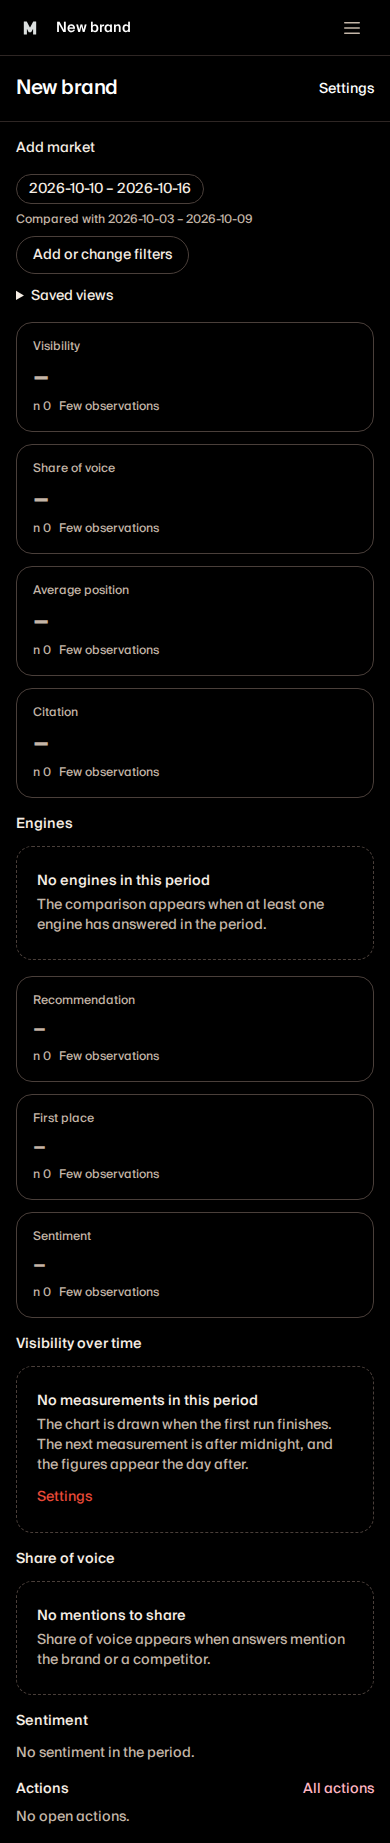 M New brand
New brand
Settings
Add market
2026-10-10 – 2026-10-16
Compared with 2026-10-03 – 2026-10-09
Add or change filters
Saved views
Visibility
–
n 0 Few observations
Share of voice
–
n 0 Few observations
Average position
–
n 0 Few observations
Citation
–
n 0 Few observations
Engines
No engines in this period
The comparison appears when at least one
engine has answered in the period.
Recommendation
–
n 0 Few observations
First place
–
n 0 Few observations
Sentiment
–
n 0 Few observations
Visibility over time
No measurements in this period
The chart is drawn when the first run finishes.
The next measurement is after midnight, and
the figures appear the day after.
Settings
Share of voice
No mentions to share
Share of voice appears when answers mention
the brand or a competitor.
Sentiment
No sentiment in the period.
Actions
All actions
No open actions.